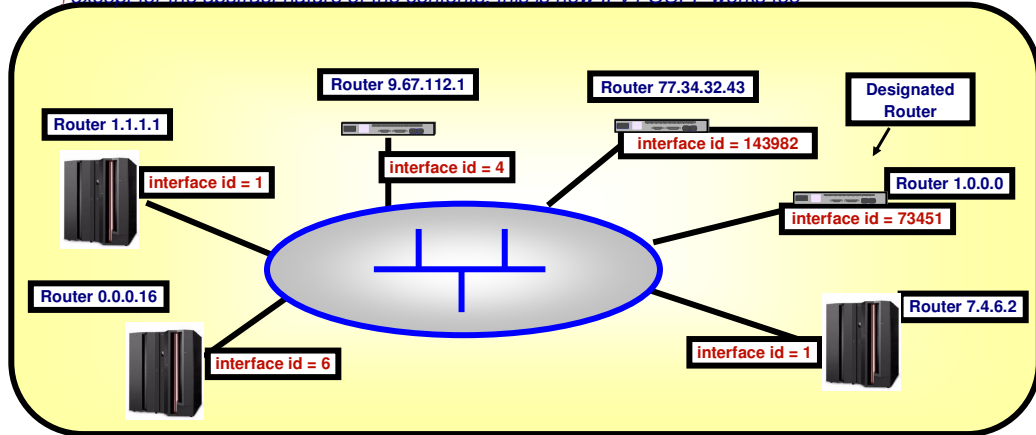 Router 9.67.112.1
Router 77.34.32.43
Designated
Router
Router 1.1.1.1
interface id = 143982
interface id = 4
interface id = 1
Router 1.0.0.0
interface id = 73451
Router 0.0.0.16
Router 7.4.6.2
interface id = 1
interface id = 6